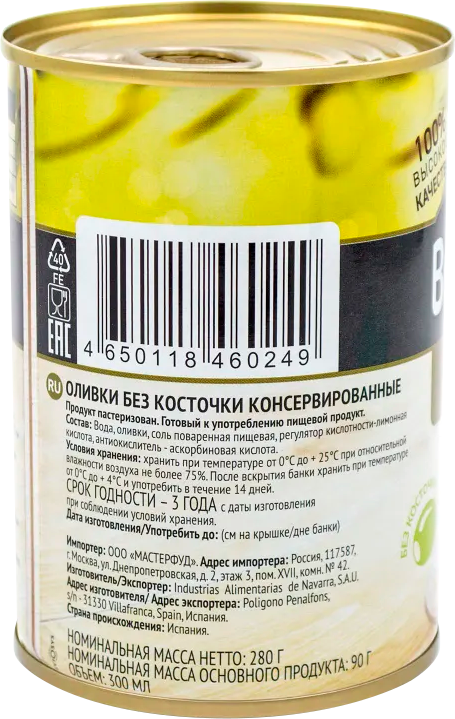 100%
ВЫСОКОЕ
КАЧЕСТВ
40
FE
EAC
4 650118 460249
В
RU ОЛИВКИ БЕЗ КОСТОЧКИ КОНСЕРВИРОВАННЫЕ
Продукт пастеризован. Готовый к употреблению пищевой продукт.
Состав: Вода, оливки, соль поваренная пищевая, регулятор кислотности-лимонная
кислота, антиокислитель - аскорбиновая кислота.
Условия хранения: хранить при температуре от 0°С до + 25°С при относительной
влажности воздуха не более 75%. После вскрытия банки хранить при температуре
от 0°С до + 4°С и употребить в течение 14 дней.
СРОК ГОДНОСТИ – 3 ГОДА с даты изготовления
при соблюдении условий хранения.
Дата изготовления/Употребить до: (см на крышке/дне банки)
Импортер: ООО «МАСТЕРФУД». Адрес импортера: Россия, 117587,
г. Москва, ул. Днепропетровская, д. 2, этаж 3, пом. XVII, комн. № 42.
Изготовитель/Экспортер: Industrias Alimentarias de Navarra, S.A.U.
Адрес изготовителя/ Адрес экспортера: Poligono Penalfons,
s/n - 31330 Villafranca, Spain, Испания.
Страна происхождения: Испания.
НОМИНАЛЬНАЯ МАССА НЕТТО: 280 Г
НОМИНАЛЬНАЯ МАССА ОСНОВНОГО ПРОДУКТА: 90 Г
ОБЪЕМ: 300 МЛ
БЕЗ КОСТОЧ